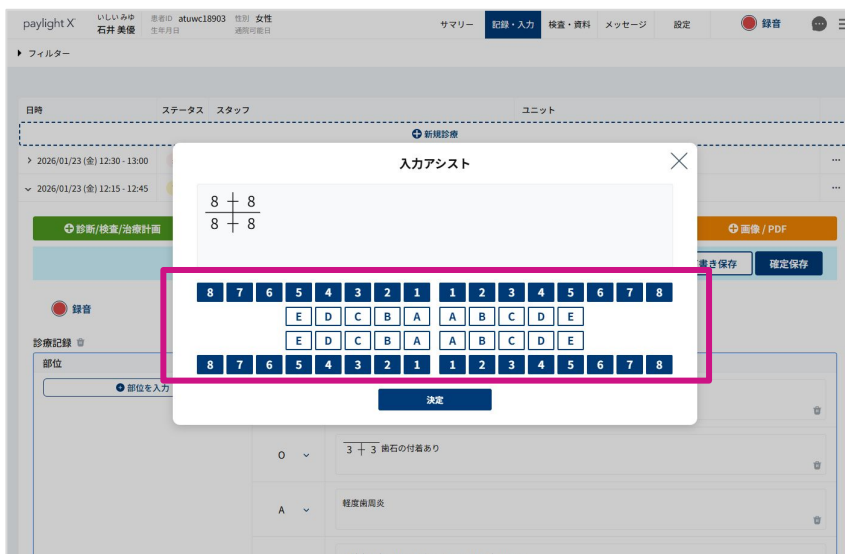 paylight X いしい みゆ 石井 美優 患者ID atuwc18903 性別 女性 生年月日 通院可能日 サマリー 記録・入力 検査・資料 メッセージ 設定 録音
フィルター
日時 ステータス スタッフ ユニット
新規診療
2026/01/23 (金) 12:30 - 13:00
2026/01/23 (金) 12:15 - 12:45
入力アシスト
8 + 8
8 + 8
診断/検査/治療計画
画像 / PDF
書き保存 確定保存
8 7 6 5 4 3 2 1 1 2 3 4 5 6 7 8
E D C B A A B C D E
E D C B A A B C D E
8 7 6 5 4 3 2 1 1 2 3 4 5 6 7 8
決定
録音
診療記録
部位
部位を入力
O 3 + 3 歯石の付着あり
A 軽度歯周炎